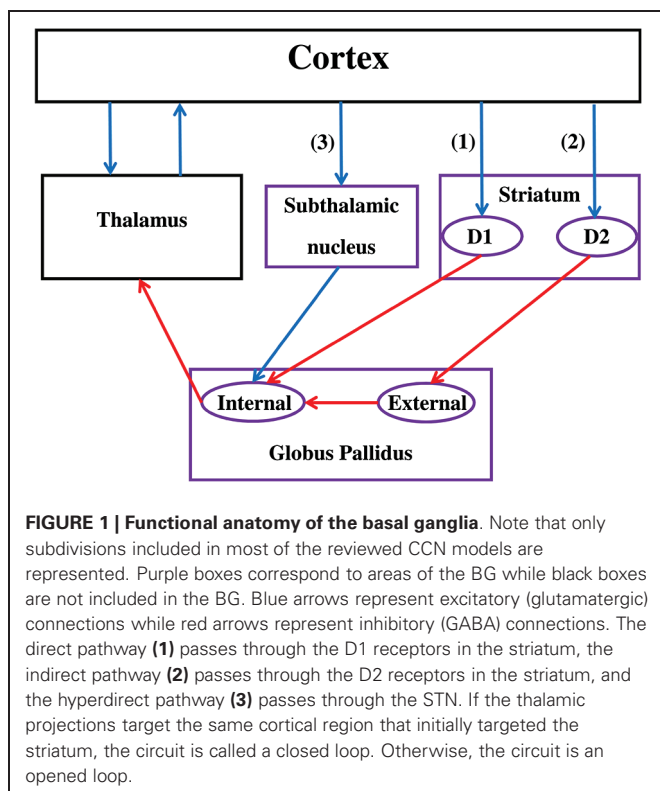 Cortex
(3)
(1)
(2)
Thalamus
Subthalamic
nucleus
Striatum
D1
D2
Internal
External
Globus Pallidus
FIGURE 1 | Functional anatomy of the basal ganglia. Note that only
subdivisions included in most of the reviewed CCN models are
represented. Purple boxes correspond to areas of the BG while black boxes
are not included in the BG. Blue arrows represent excitatory (glutamatergic)
connections while red arrows represent inhibitory (GABA) connections. The
direct pathway (1) passes through the D1 receptors in the striatum, the
indirect pathway (2) passes through the D2 receptors in the striatum, and
the hyperdirect pathway (3) passes through the STN. If the thalamic
projections target the same cortical region that initially targeted the
striatum, the circuit is called a closed loop. Otherwise, the circuit is an
opened loop.